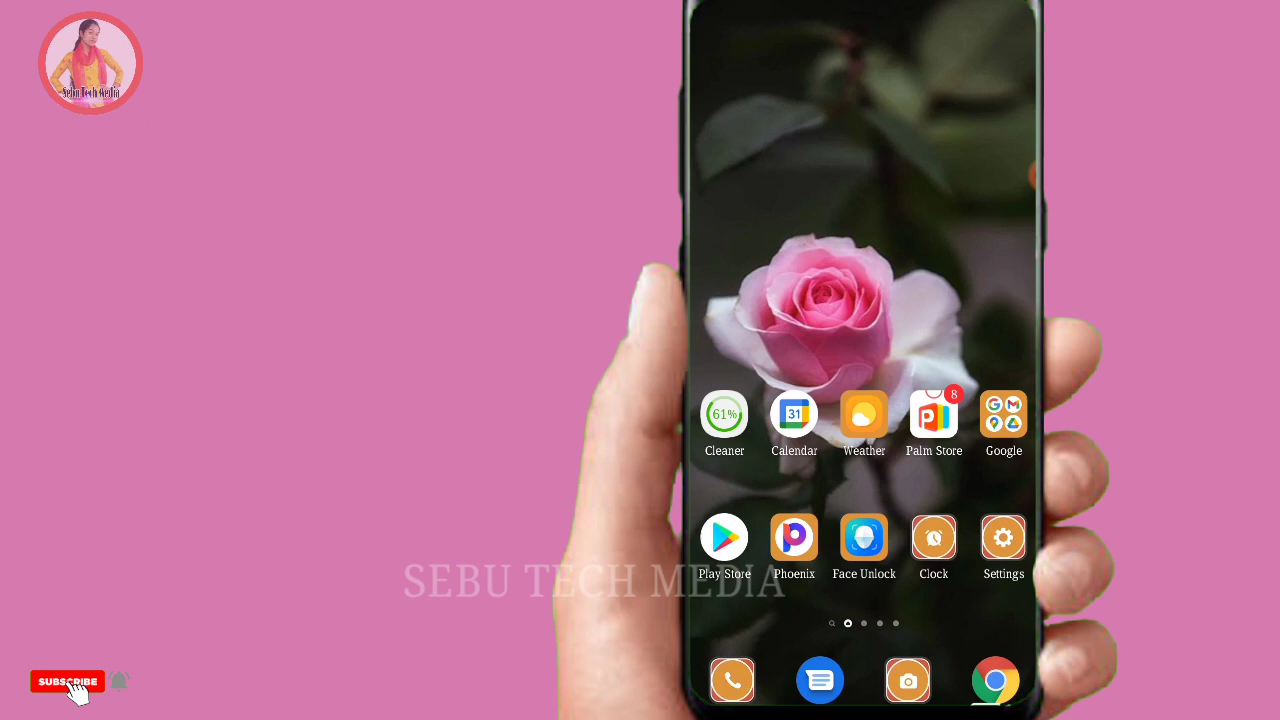 Sebu Tech Media
61%
31
8
Cleaner
Calendar
Weather
Palm Store
Google
Play Store
Phoenix
Face Unlock
Clock
Settings
SEBU TECH MEDIA
SUBSCRIBE